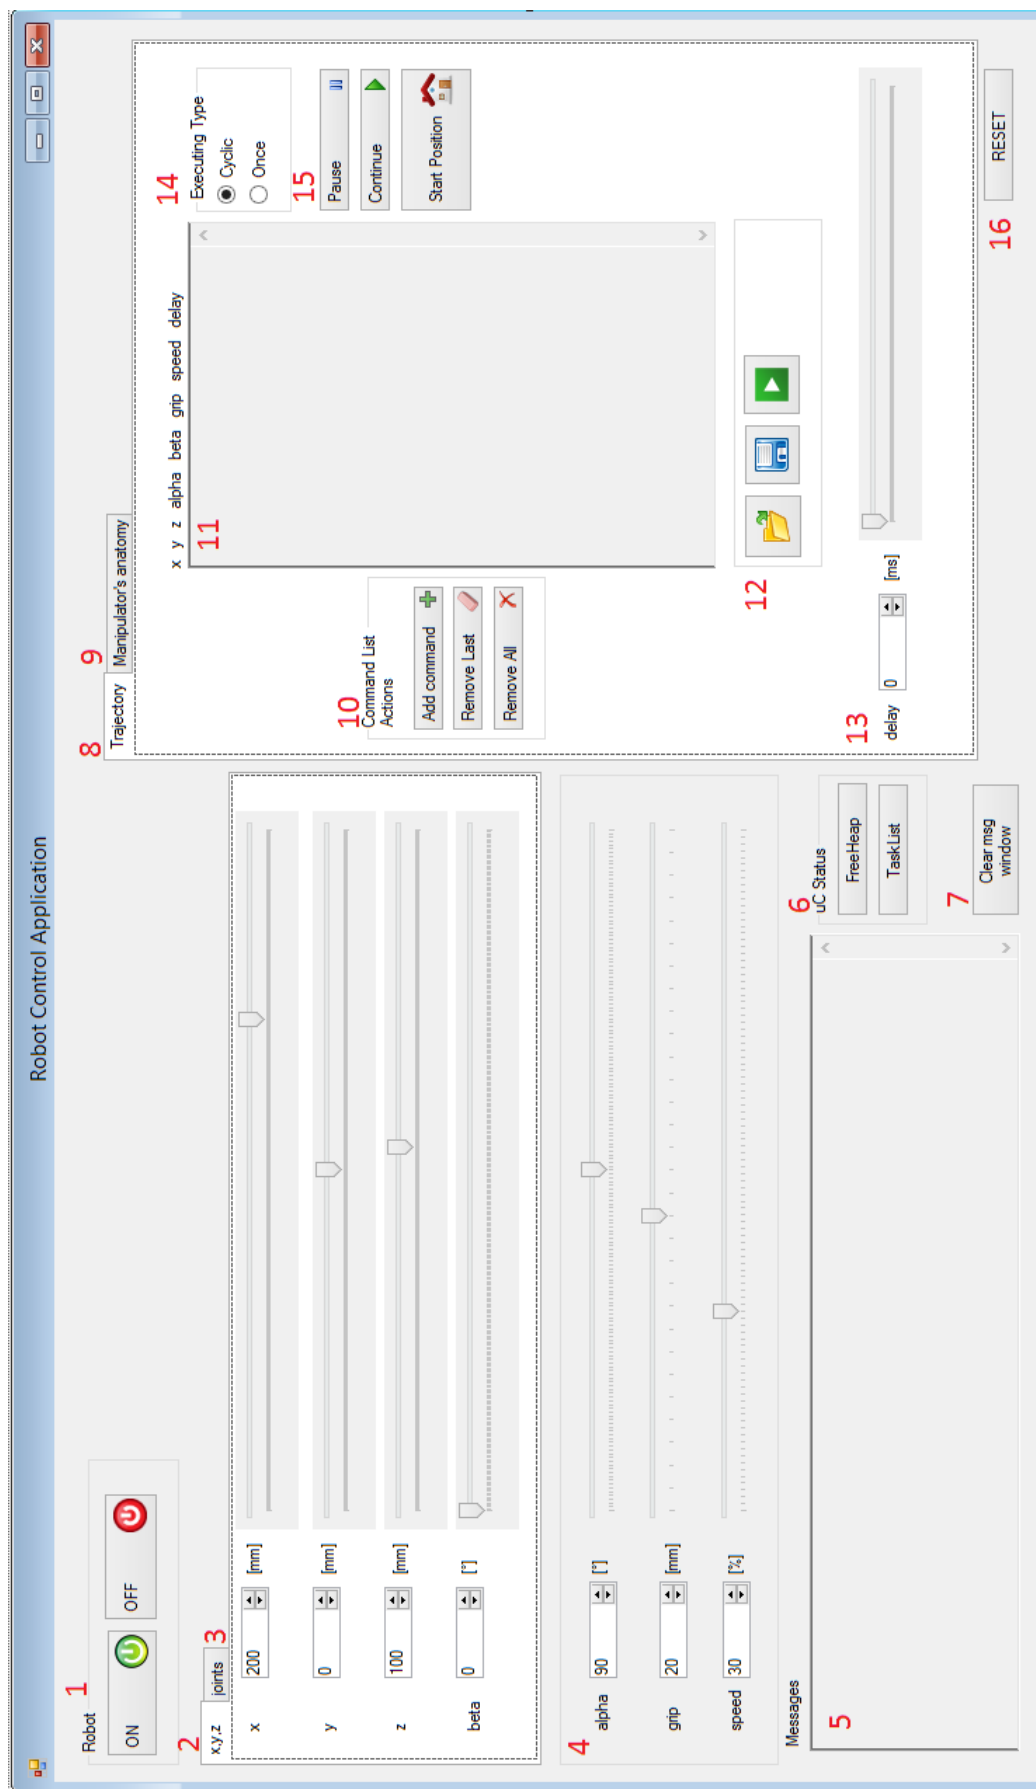 Robot Control Application
1
Robot
ON
OFF
2
3
x,y,z
joints
x
200
[mm]
y
0
[mm]
z
100
[mm]
beta
0
[°]
4
alpha
90
[°]
grip
20
[mm]
speed
30
[%]
Messages
5
6
uC Status
FreeHeap
TaskList
7
Clear msg
window
8
9
Trajectory
Manipulator's anatomy
10
Command List
Actions
Add command
Remove Last
Remove All
x y z alpha beta grip speed delay
11
12
13
delay
0
[ms]
14
Executing Type
Cyclic
Once
15
Pause
Continue
Start Position
16
RESET